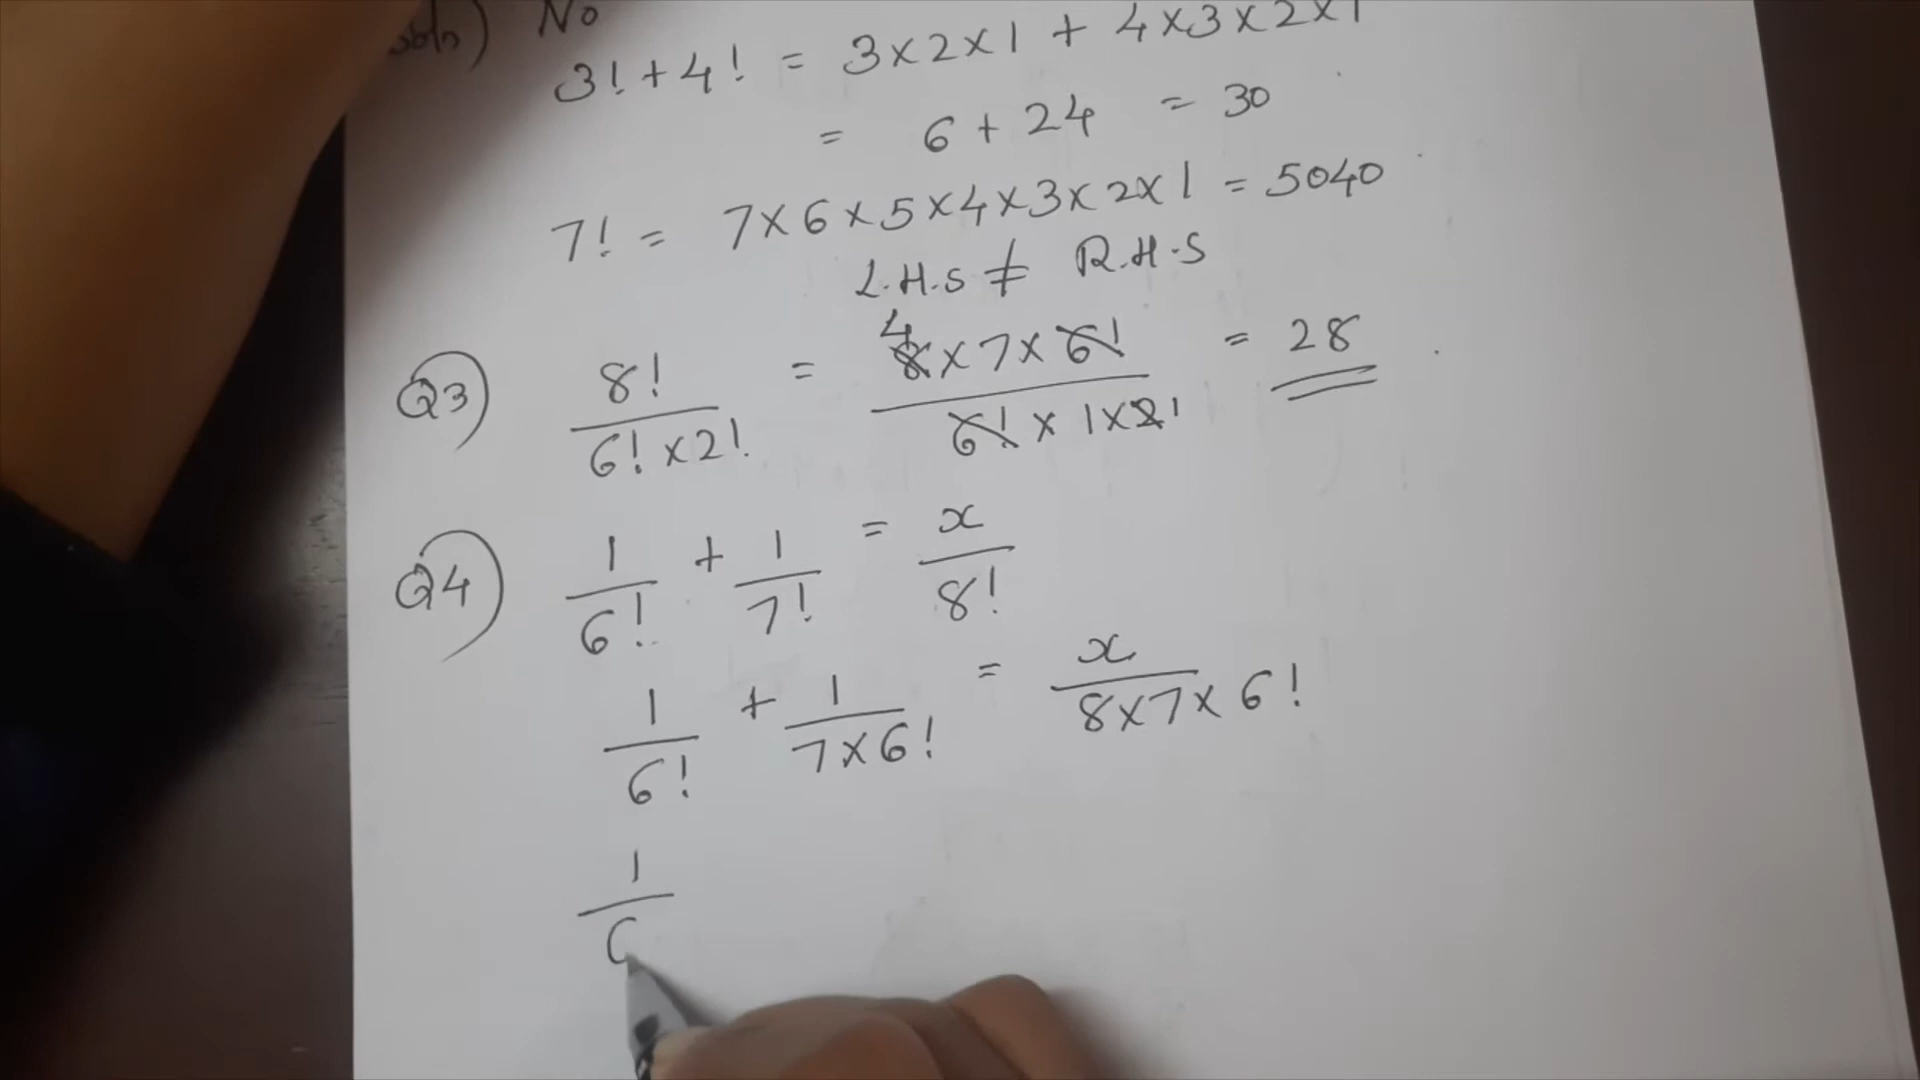 Soln) No
3! + 4! = 3×2×1 + 4×3×2×1
= 6 + 24 = 30
7! = 7×6×5×4×3×2×1 = 5040
L.H.S ≠ R.H.S
Q3) 8!/(6!×2!) = (8×7×6!)/(6!×1×2) = 28
4
1
Q4) 1/6! + 1/7! = x/8!
1/6! + 1/(7×6!) = x/(8×7×6!)
1/6